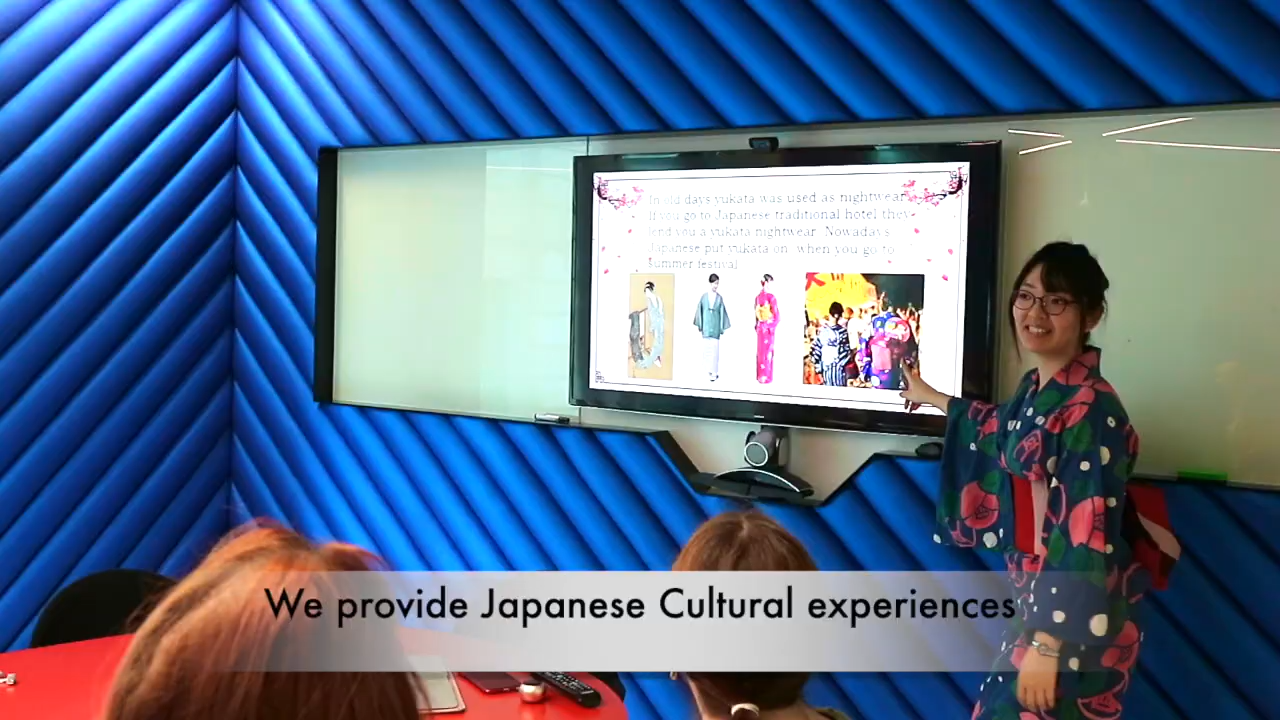 In old days yukata was used as nightwear.
If you go to Japanese traditional hotel they
lend you a yukata nightwear. Nowadays
Japanese put yukata on when you go to
Summer festival
We provide Japanese Cultural experiences